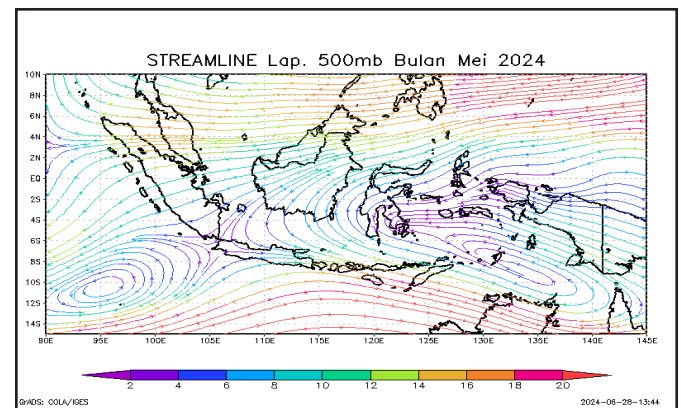 STREAMLINE Lap. 500mb Bulan Mei 2024
10N
8N
6N
4N
2N
EQ
2S
4S
6S
8S
10S
12S
14S
90E 95E 100E 105E 110E 115E 120E 125E 130E 135E 140E 145E
2 4 6 8 10 12 14 16 18 20
GrADS: COLA/IGES 2024-06-28-13:44